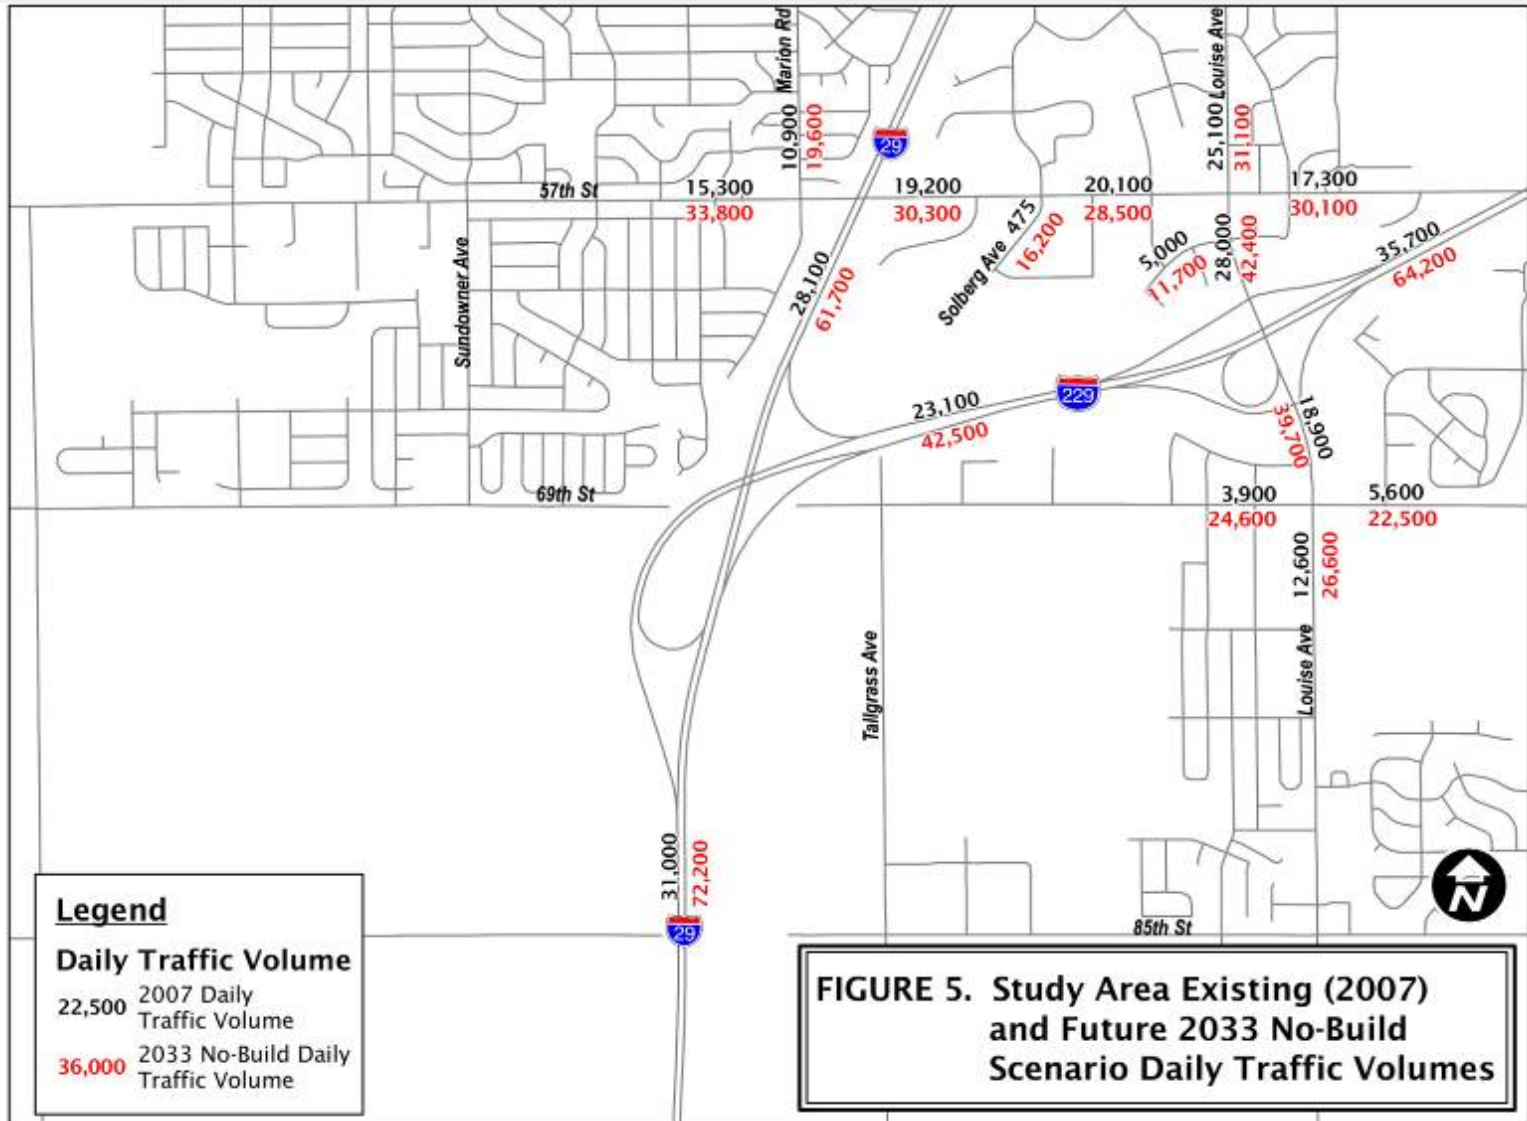 Marion Rd
Louise Ave
10,900
19,600
25,100
31,100
29
57th St
15,300
33,800
19,200
30,300
20,100
28,500
17,300
30,100
Sundowner Ave
28,100
61,700
Solberg Ave
475
16,200
5,000
11,700
28,000
42,400
35,700
64,200
229
23,100
42,500
18,900
39,700
69th St
3,900
24,600
5,600
22,500
12,600
26,600
Tallgrass Ave
Louise Ave
31,000
72,200
29
85th St
N
Legend
Daily Traffic Volume
22,500 2007 Daily
Traffic Volume
36,000 2033 No-Build Daily
Traffic Volume
FIGURE 5. Study Area Existing (2007)
and Future 2033 No-Build
Scenario Daily Traffic Volumes